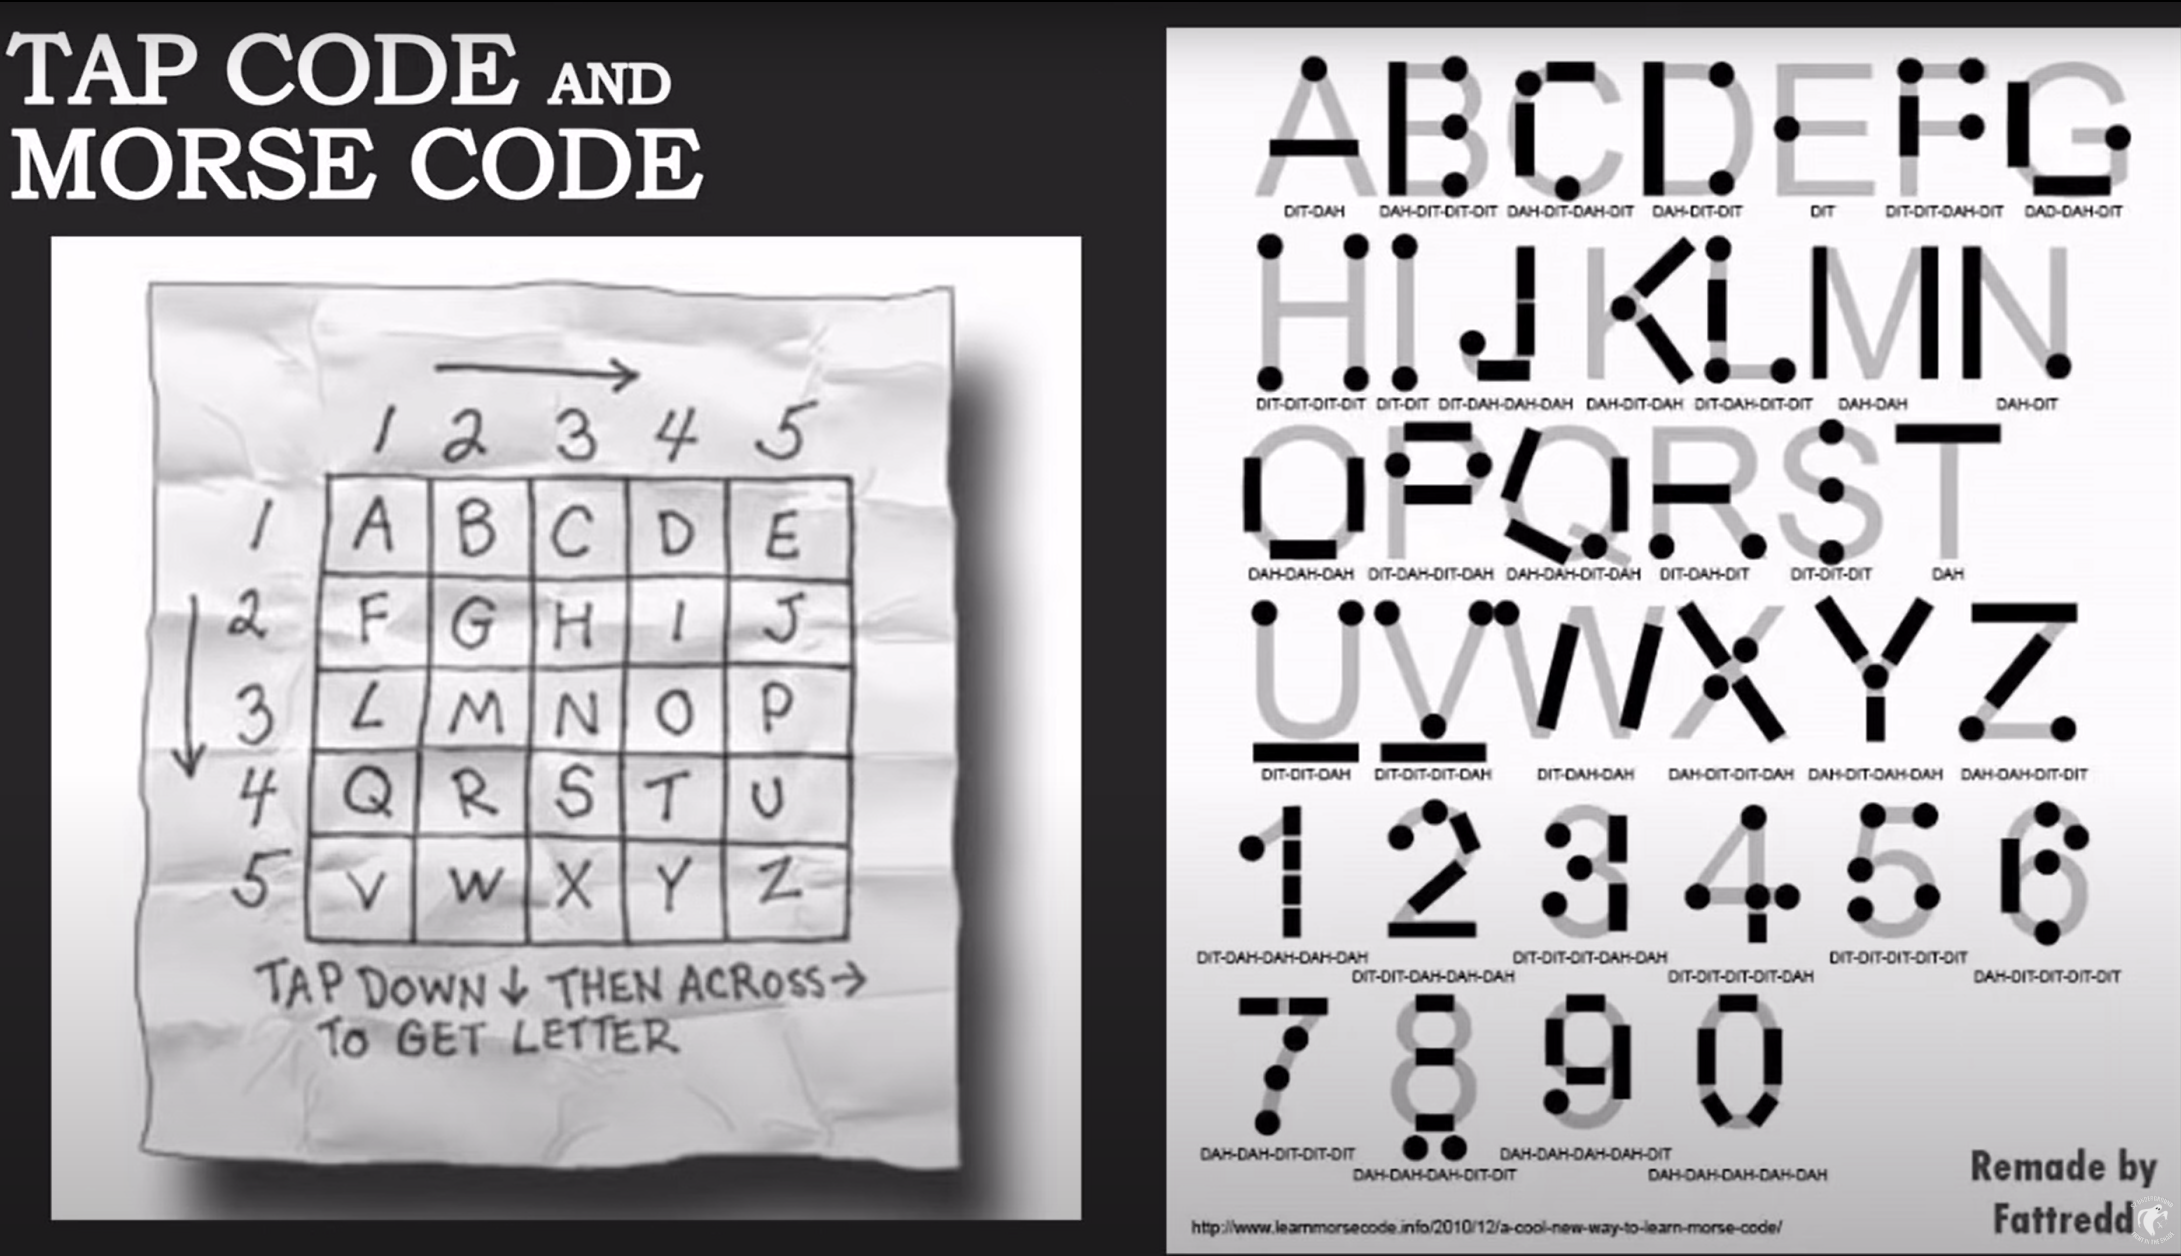 TAP CODE AND
MORSE CODE
1 2 3 4 5
1 A B C D E
2 F G H I J
3 L M N O P
4 Q R S T U
5 V W X Y Z
TAP DOWN ↓ THEN ACROSS→
TO GET LETTER
A B C D E F G
DIT-DAH DAH-DIT-DIT-DIT DAH-DIT-DAH-DIT DAH-DIT-DIT DIT DIT-DIT-DAH-DIT DAD-DAH-DIT
H I J K L M N
DIT-DIT-DIT-DIT DIT-DIT DIT-DAH-DAH-DAH DAH-DIT-DAH DIT-DAH-DIT-DIT DAH-DAH DAH-DIT
O P Q R S T
DAH-DAH-DAH DIT-DAH-DIT-DAH DAH-DAH-DIT-DAH DIT-DAH-DIT DIT-DIT-DIT DAH
U V W X Y Z
DIT-DIT-DAH DIT-DIT-DIT-DAH DIT-DAH-DAH DAH-DIT-DIT-DAH DAH-DIT-DAH-DAH DAH-DAH-DIT-DIT
1 2 3 4 5 6
DIT-DAH-DAH-DAH-DAH DIT-DIT-DIT-DAH-DAH DIT-DIT-DIT-DIT-DIT
DIT-DIT-DAH-DAH-DAH DIT-DIT-DIT-DIT-DAH DAH-DIT-DIT-DIT-DIT
7 8 9 0
DAH-DAH-DIT-DIT-DIT DAH-DAH-DAH-DAH-DIT
DAH-DAH-DAH-DIT-DIT DAH-DAH-DAH-DAH-DAH
Remade by
Fattredd
http://www.learnmorsecode.info/2010/12/a-cool-new-way-to-learn-morse-code/